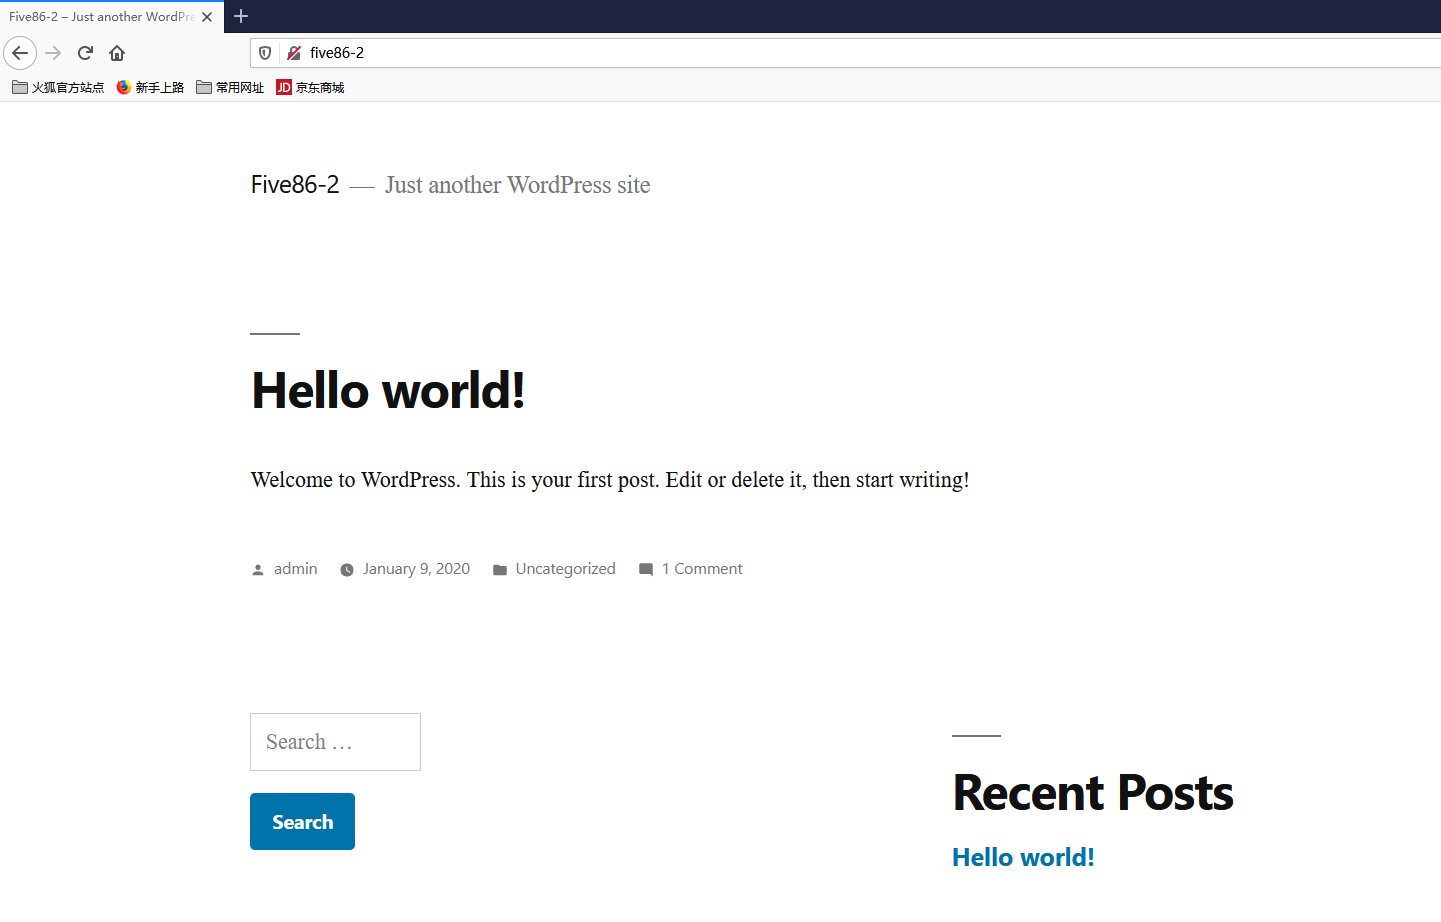 Five86-2 – Just another WordPre
five86-2
火狐官方站点 新手上路 常用网址 JD 京东商城
Five86-2 — Just another WordPress site
Hello world!
Welcome to WordPress. This is your first post. Edit or delete it, then start writing!
admin January 9, 2020 Uncategorized 1 Comment
Search …
Search
Recent Posts
Hello world!